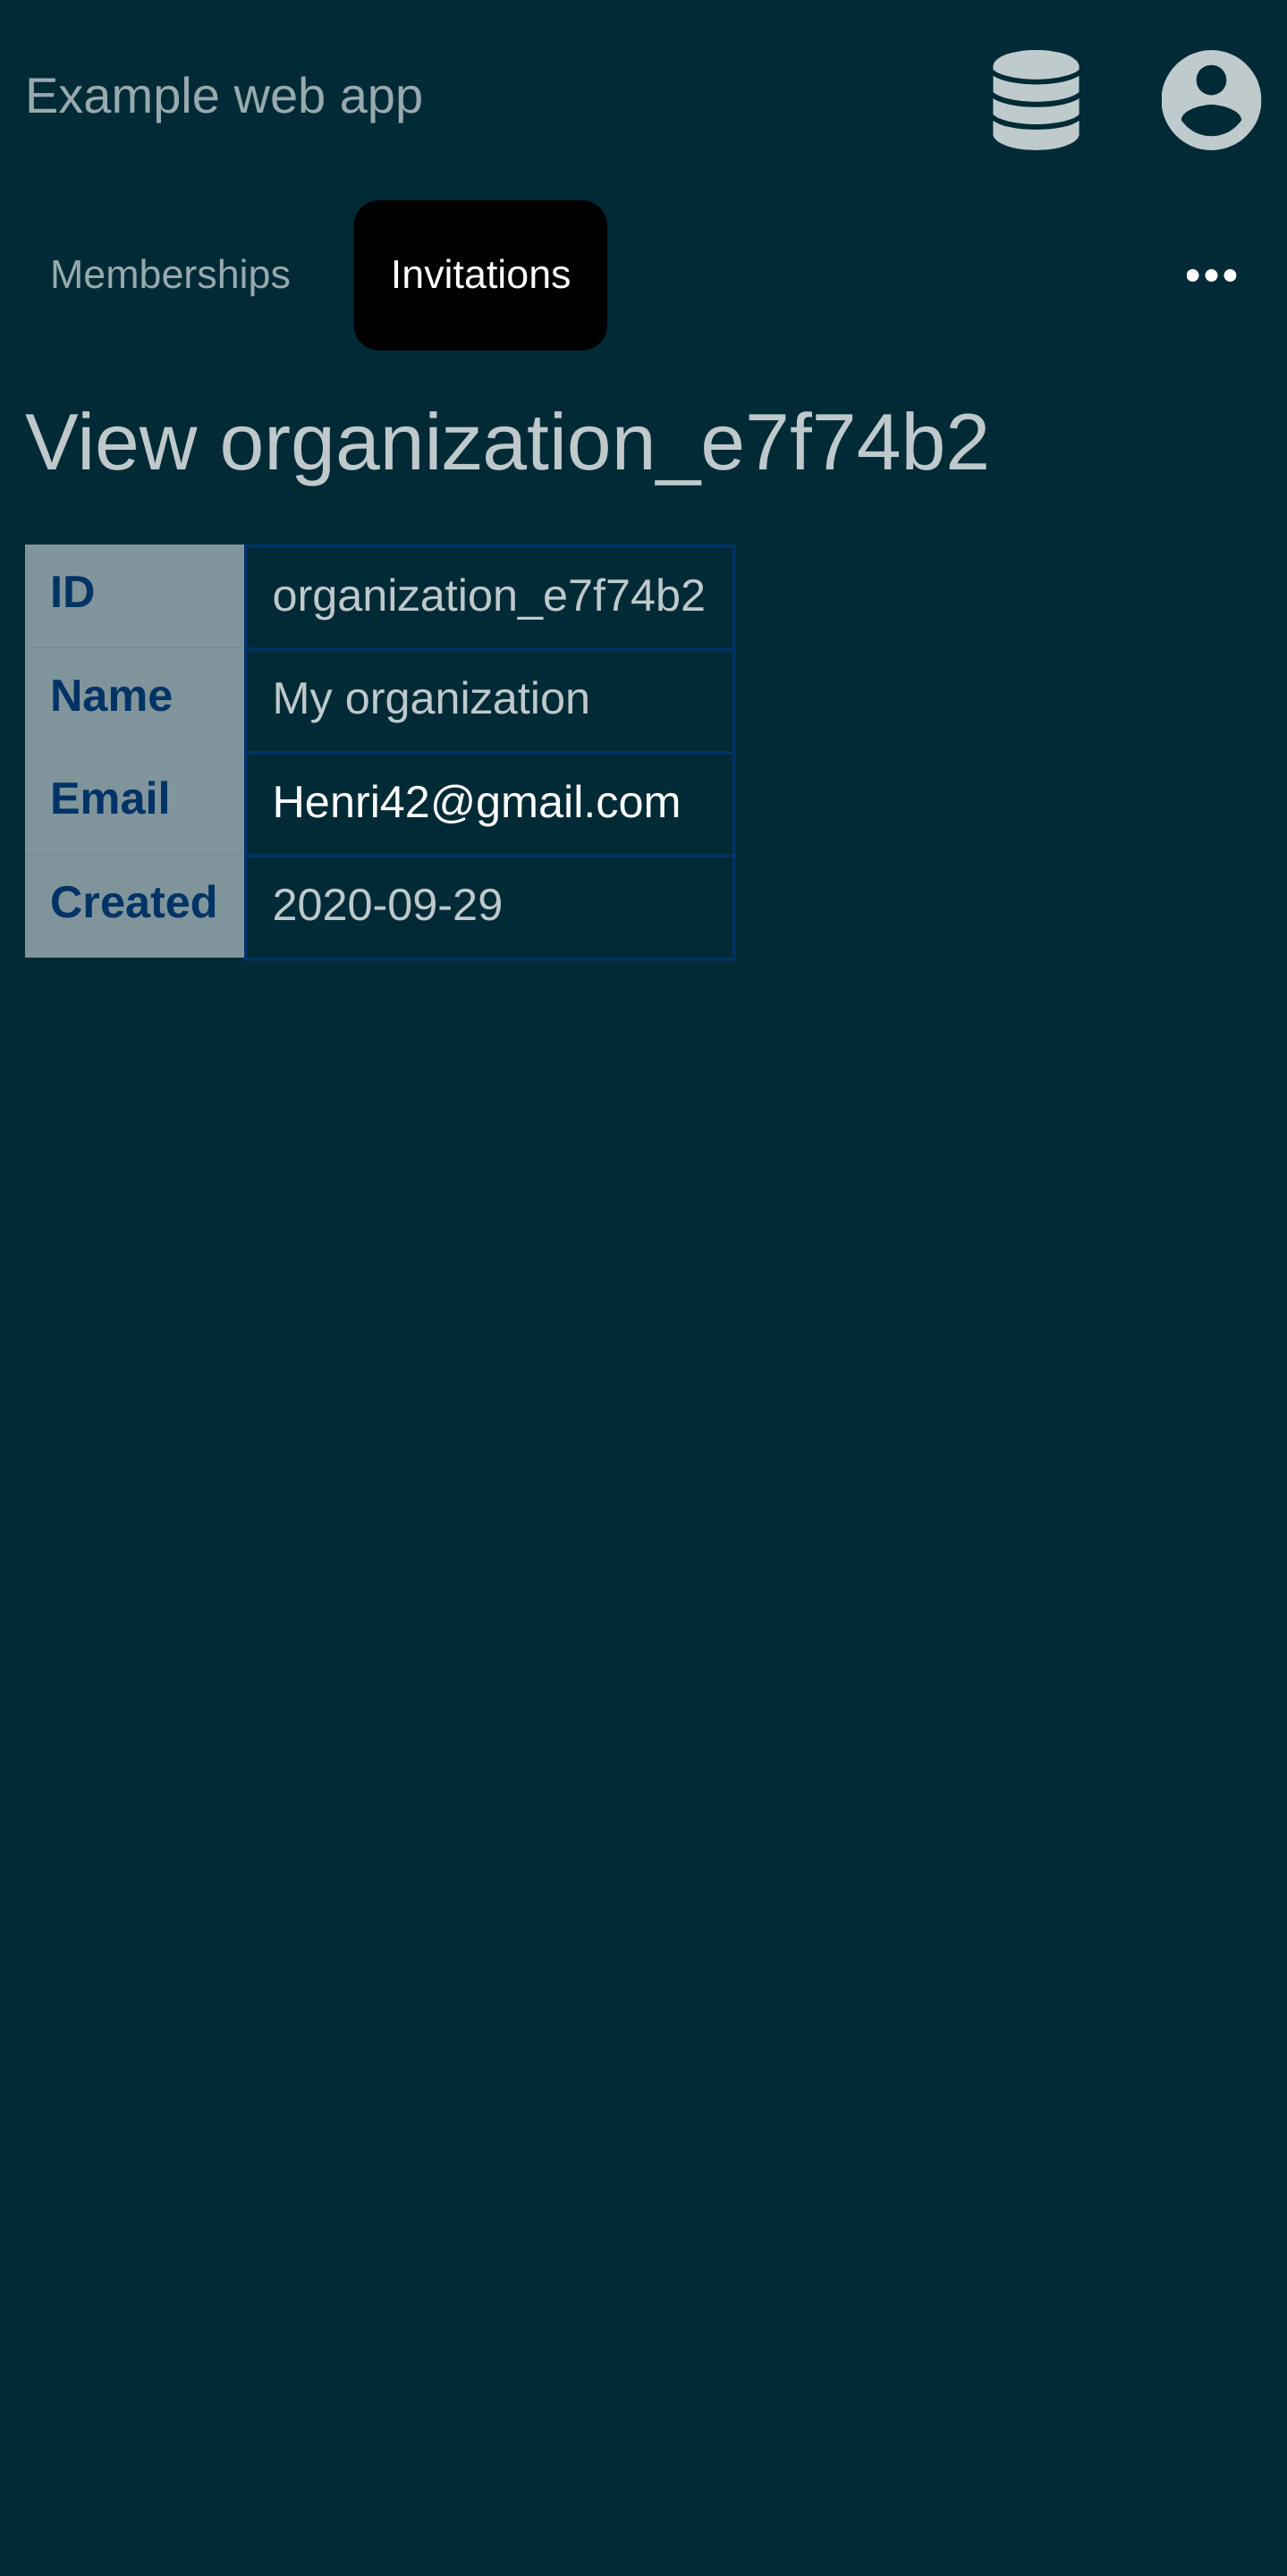 Example web app
Memberships Invitations
View organization_e7f74b2
ID organization_e7f74b2
Name My organization
Email Henri42@gmail.com
Created 2020-09-29